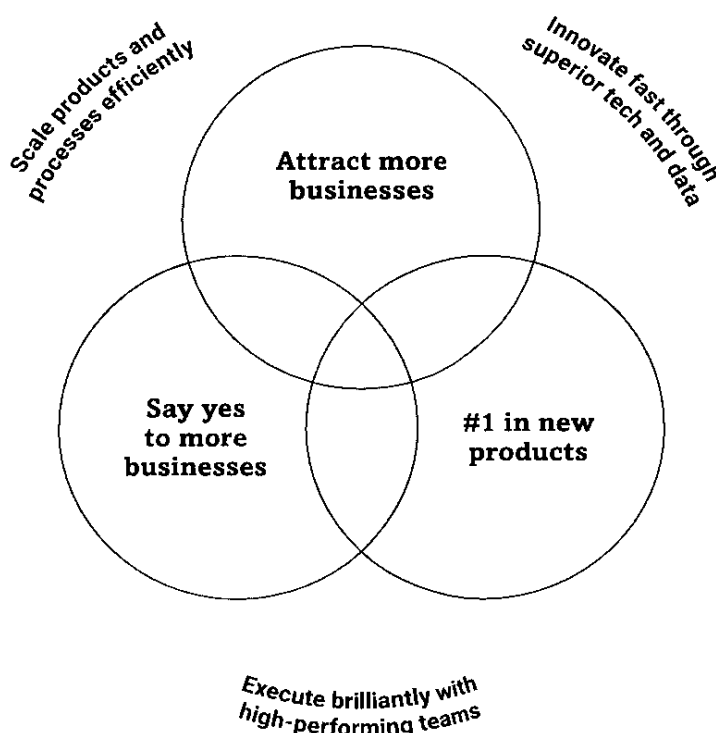 Scale products and
processes efficiently
Innovate fast through
superior tech and data
Attract more
businesses
Say yes
to more
businesses
#1 in new
products
Execute brilliantly with
high-performing teams